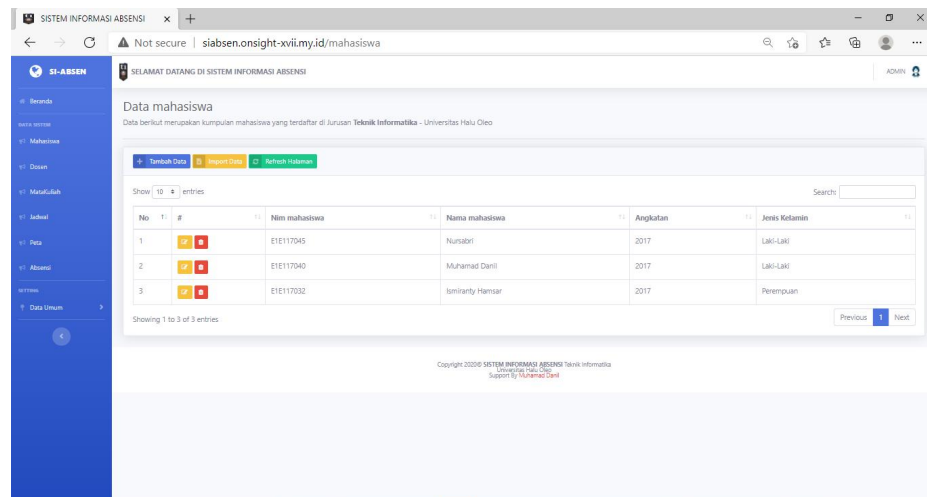 SISTEM INFORMASI ABSENSI
Not secure | siabsen.onsight-xvii.my.id/mahasiswa
SI-ABSEN
SELAMAT DATANG DI SISTEM INFORMASI ABSENSI
ADMIN
Beranda
DATA SISTEM
Mahasiswa
Dosen
MataKuliah
Jadwal
Peta
Absensi
SETTING
Data Umum
Data mahasiswa
Data berikut merupakan kumpulan mahasiswa yang terdaftar di Jurusan Teknik Informatika - Universitas Halu Oleo
Tambah Data Import Data Refresh Halaman
Show 10 entries Search:
No # Nim mahasiswa Nama mahasiswa Angkatan Jenis Kelamin
1 E1E117045 Nursabri 2017 Laki-Laki
2 E1E117040 Muhamad Danil 2017 Laki-Laki
3 E1E117032 Ismiranty Hamsar 2017 Perempuan
Showing 1 to 3 of 3 entries Previous 1 Next
Copyright 2020© SISTEM INFORMASI ABSENSI Teknik Informatika
Universitas Halu Oleo
Support By Muhamad Danil